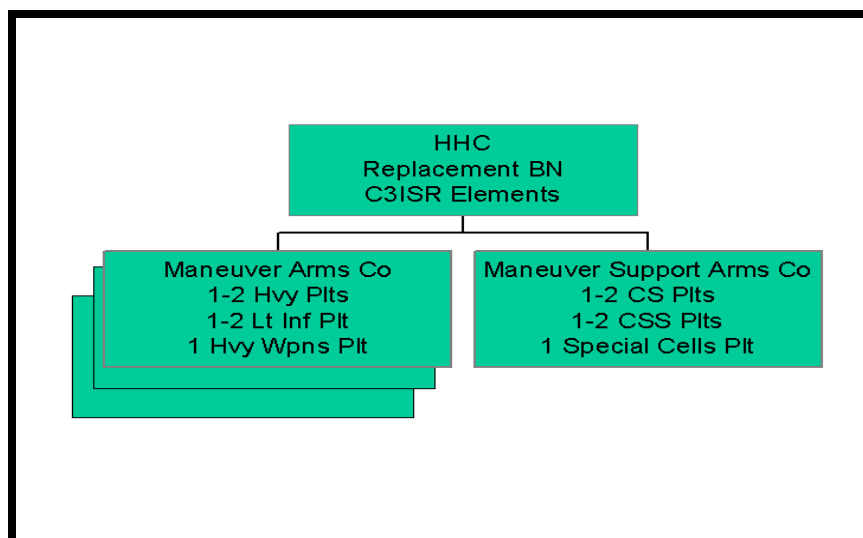 HHC
Replacement BN
C3ISR Elements
Maneuver Arms Co
1-2 Hvy Plts
1-2 Lt Inf Plt
1 Hvy Wpns Plt
Maneuver Support Arms Co
1-2 CS Plts
1-2 CSS Plts
1 Special Cells Plt